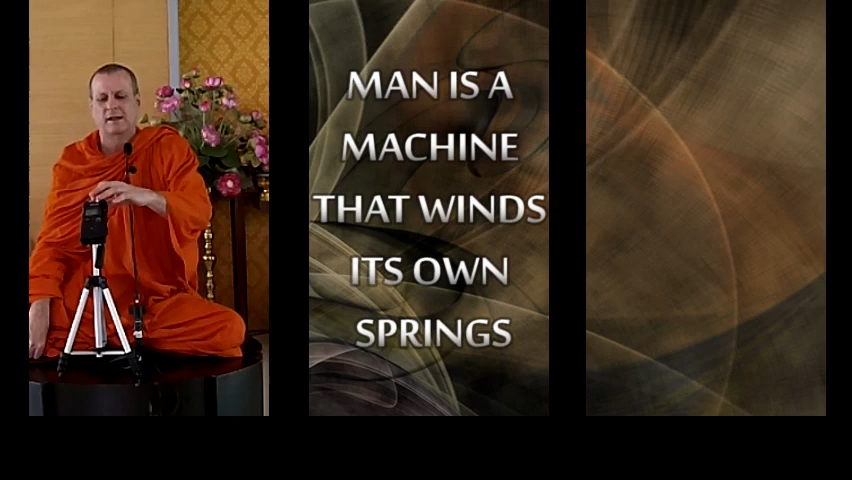 MAN IS A
MACHINE
THAT WINDS
ITS OWN
SPRINGS